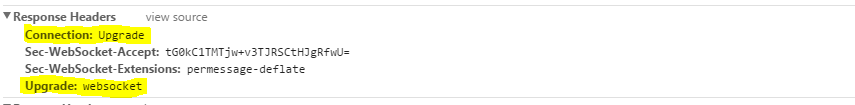 Response Headers view source
Connection: Upgrade
Sec-WebSocket-Accept: tG0kC1TMTjw+v3TJRSCtHJgRfwU=
Sec-WebSocket-Extensions: permessage-deflate
Upgrade: websocket